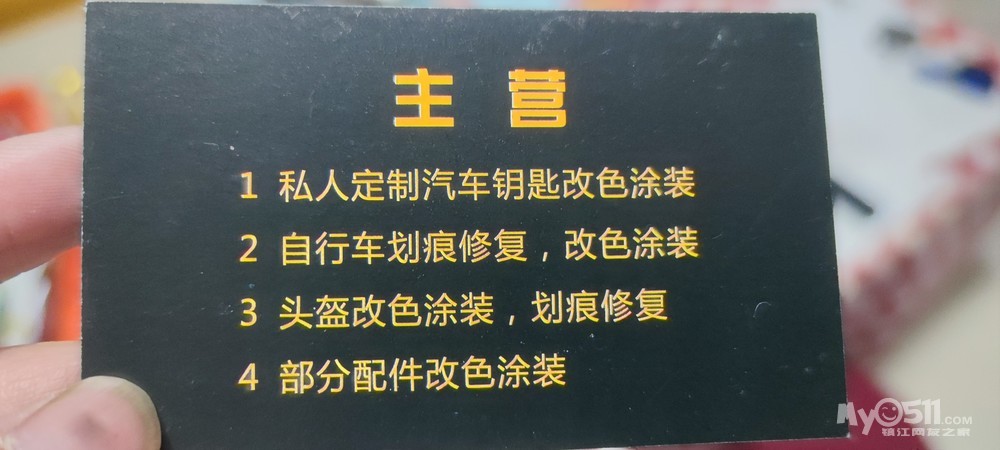 主 营
1 私人定制汽车钥匙改色涂装
2 自行车划痕修复，改色涂装
3 头盔改色涂装，划痕修复
4 部分配件改色涂装
MyO511.COM
镇江网友之家